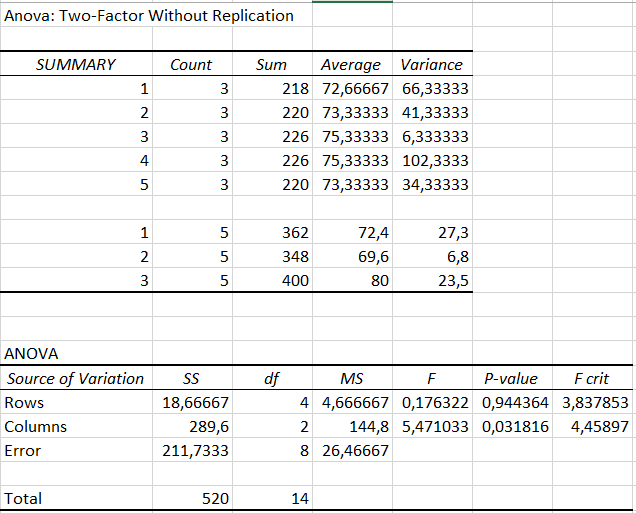 Anova: Two-Factor Without Replication
SUMMARY Count Sum Average Variance
1 3 218 72,66667 66,33333
2 3 220 73,33333 41,33333
3 3 226 75,33333 6,333333
4 3 226 75,33333 102,3333
5 3 220 73,33333 34,33333
1 5 362 72,4 27,3
2 5 348 69,6 6,8
3 5 400 80 23,5
ANOVA
Source of Variation SS df MS F P-value F crit
Rows 18,66667 4 4,666667 0,176322 0,944364 3,837853
Columns 289,6 2 144,8 5,471033 0,031816 4,45897
Error 211,7333 8 26,46667
Total 520 14